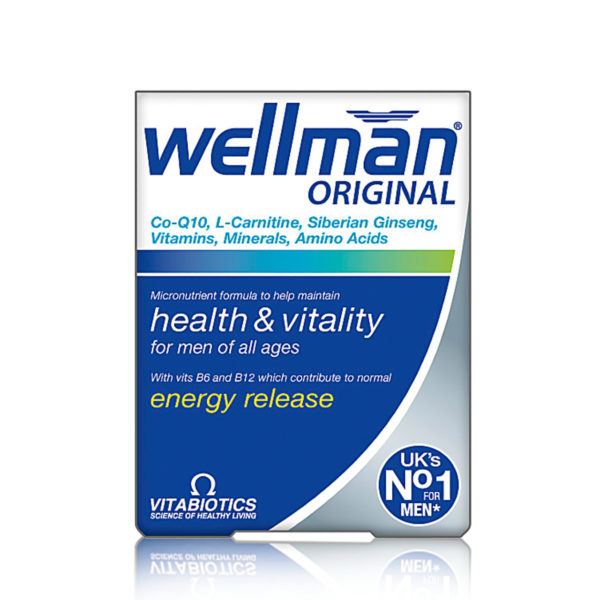 wellman®
ORIGINAL
Co-Q10, L-Carnitine, Siberian Ginseng,
Vitamins, Minerals, Amino Acids
Micronutrient formula to help maintain
health & vitality
for men of all ages
With vits B6 and B12 which contribute to normal
energy release
UK's
Nº1
FOR
MEN*
VITABIOTICS
SCIENCE OF HEALTHY LIVING